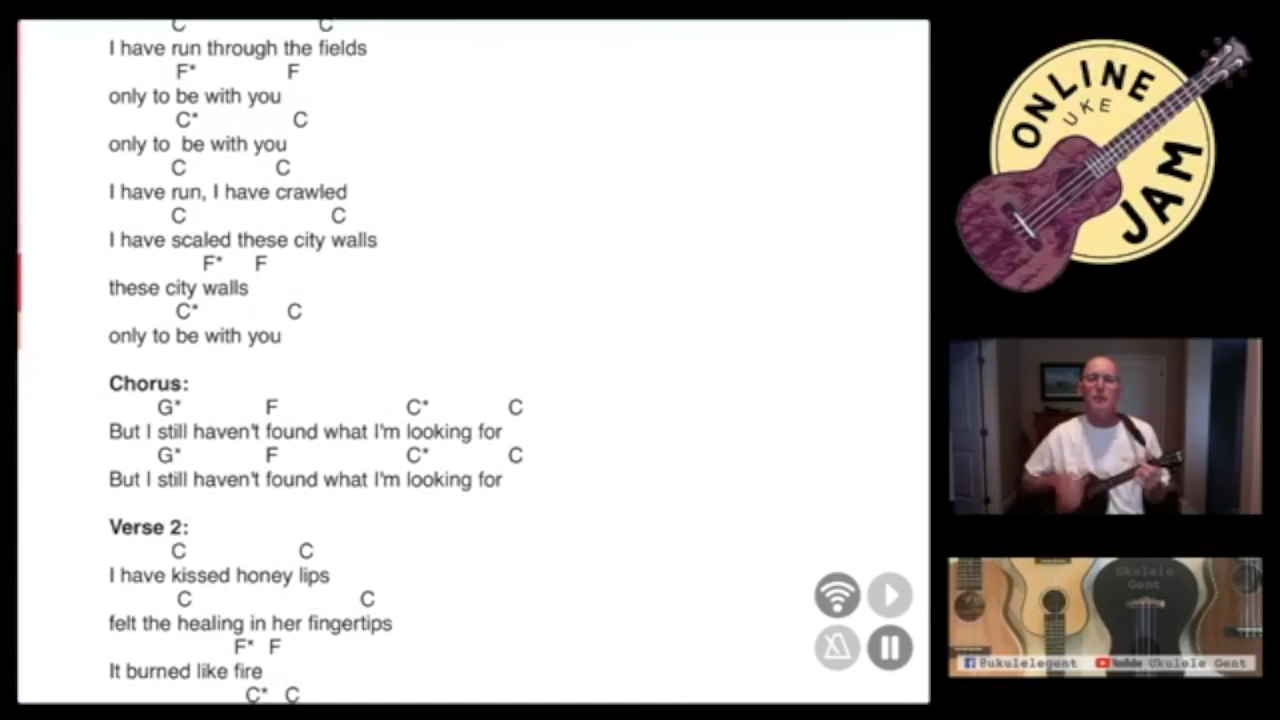 C C
I have run through the fields
F* F
only to be with you
C* C
only to be with you
C C
I have run, I have crawled
C C
I have scaled these city walls
F* F
these city walls
C* C
only to be with you
Chorus:
G* F C* C
But I still haven't found what I'm looking for
G* F C* C
But I still haven't found what I'm looking for
Verse 2:
C C
I have kissed honey lips
C C
felt the healing in her fingertips
F* F
It burned like fire
C* C
ONLINE
UKE
JAM
Ukulele
Gent
@ukulelegent YouTube Ukulele Gent